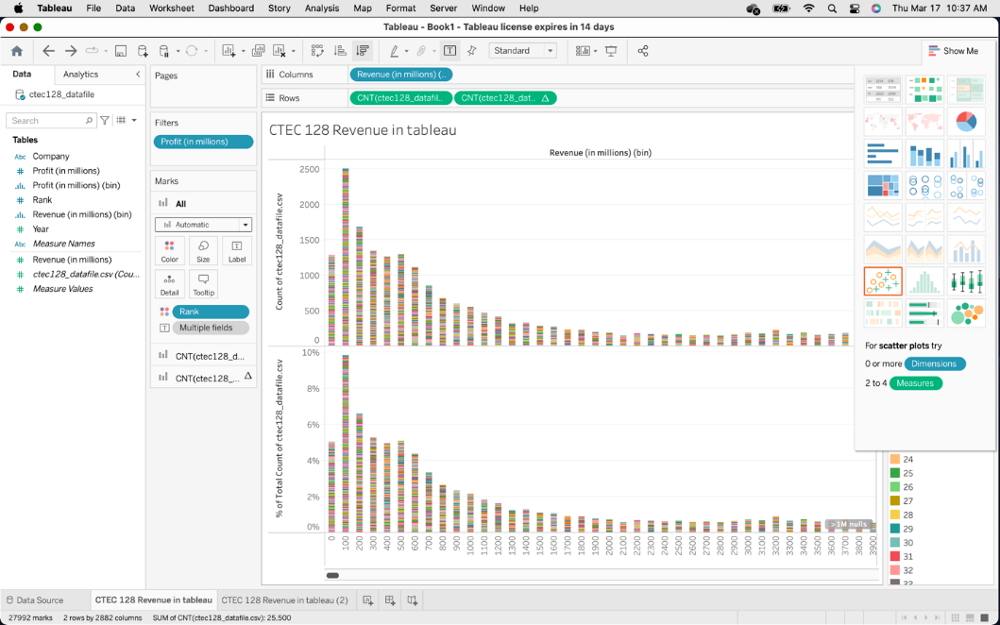 Tableau File Data Worksheet Dashboard Story Analysis Map Format Server Window Help Thu Mar 17 10:37 AM
Tableau - Book1 - Tableau license expires in 14 days
Standard
Show Me
Data Analytics
Pages
Columns Revenue (in millions) (..
ctec128_datafile
Rows CNT(ctec128_datafil.. CNT(ctec128_dat.. Δ
Search
Filters
Profit (in millions)
CTEC 128 Revenue in tableau
Tables
Abc Company
# Profit (in millions)
Profit (in millions) (bin)
# Rank
Revenue (in millions) (bin)
# Year
Abc Measure Names
# Revenue (in millions)
# ctec128_datafile.csv (Cou...
# Measure Values
Marks
All
Automatic
Color Size Label
Detail Tooltip
Rank
Multiple fields
CNT(ctec128_d...
CNT(ctec128_... Δ
Revenue (in millions) (bin)
Count of ctec128_datafile.csv
2500
2000
1500
1000
500
0
% of Total Count of ctec128_datafile.csv
10%
8%
6%
4%
2%
0%
>3M nulls
0 100 200 300 400 500 600 700 800 900 1000 1100 1200 1300 1400 1500 1600 1700 1800 1900 2000 2100 2200 2300 2400 2500 2600 2700 2800 2900 3000 3100 3200 3300 3400 3500 3600 3700 3800 3900
For scatter plots try
0 or more Dimensions
2 to 4 Measures
24
25
26
27
28
29
30
31
32
33
Data Source CTEC 128 Revenue in tableau CTEC 128 Revenue in tableau (2)
27992 marks 2 rows by 2882 columns SUM of CNT(ctec128_datafile.csv): 25,500